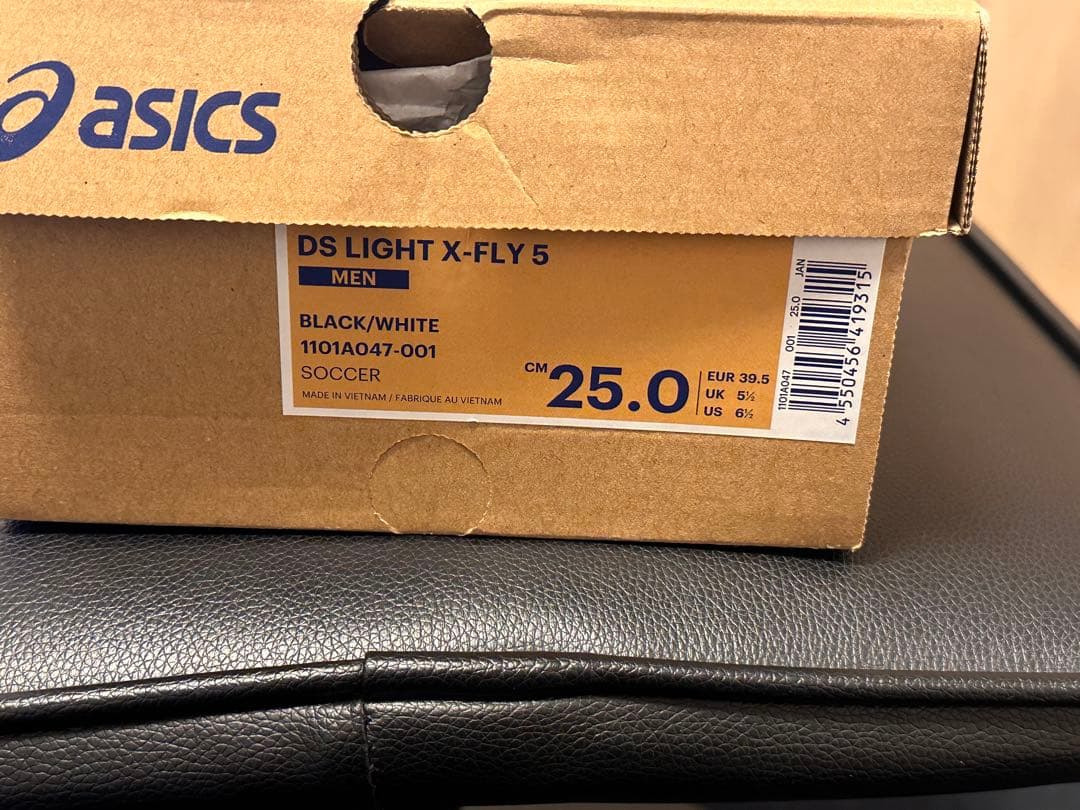 asics
DS LIGHT X-FLY 5
MEN
BLACK/WHITE
1101A047-001
SOCCER
MADE IN VIETNAM / FABRIQUE AU VIETNAM
CM 25.0
EUR 39.5
UK 5½
US 6½
1101A047 001 25.0 JAN
4 550456 419315